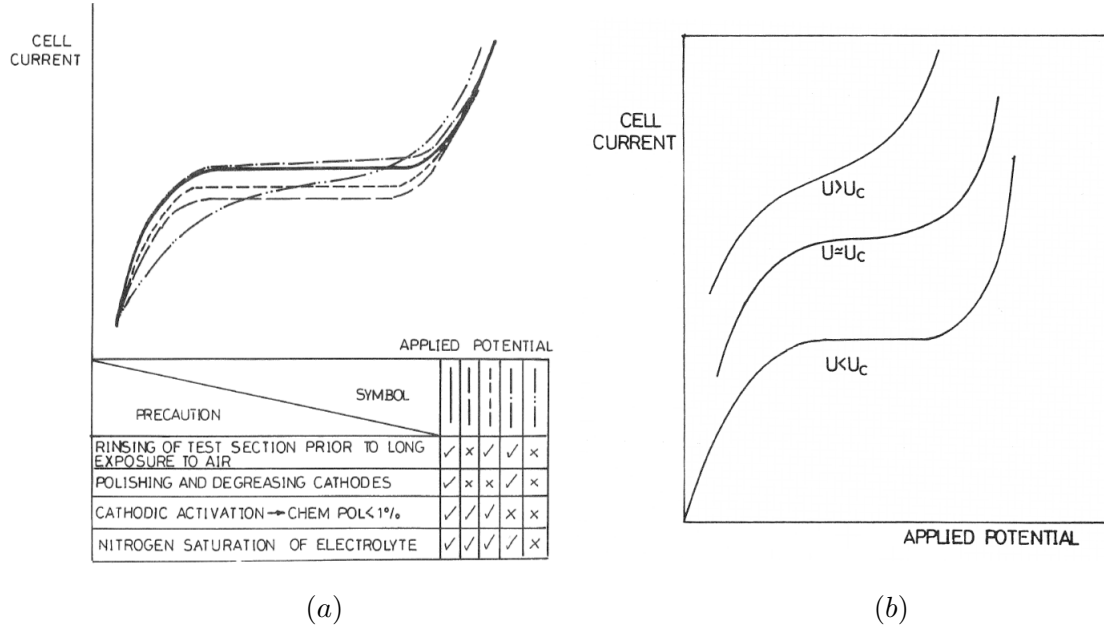 CELL
CURRENT
APPLIED POTENTIAL
SYMBOL
PRECAUTION
RINSING OF TEST SECTION PRIOR TO LONG ✓ × ✓ ✓ ×
EXPOSURE TO AIR
POLISHING AND DEGREASING CATHODES ✓ × × ✓ ×
CATHODIC ACTIVATION → CHEM POL < 1% ✓ ✓ ✓ × ×
NITROGEN SATURATION OF ELECTROLYTE ✓ ✓ ✓ ✓ ×
(a)
CELL
CURRENT
U>Uc
U≃Uc
U<Uc
APPLIED POTENTIAL
(b)